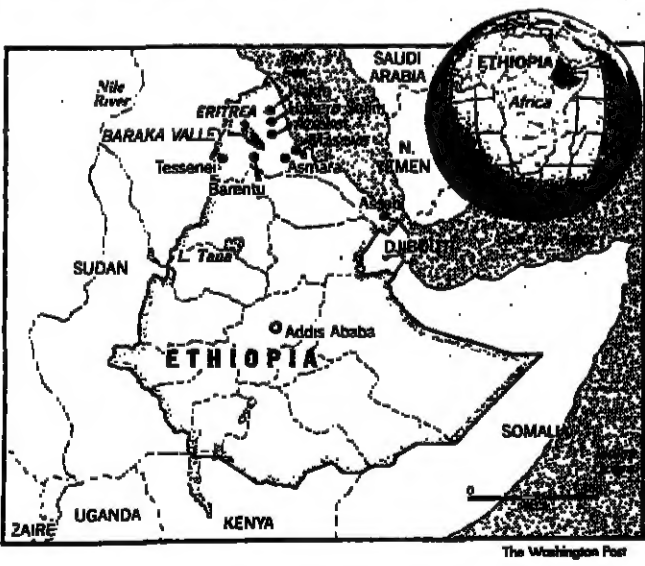 SAUDI
ARABIA
ETHIOPIA
Africa
Nile
River
ERITREA
BARAKA VALLEY
Tessenei
Barentu
Asmara
N.
YEMEN
Assab
DJIBOUTI
L. Tana
SUDAN
Addis Ababa
ETHIOPIA
SOMALIA
0
UGANDA
KENYA
ZAIRE
The Washington Post